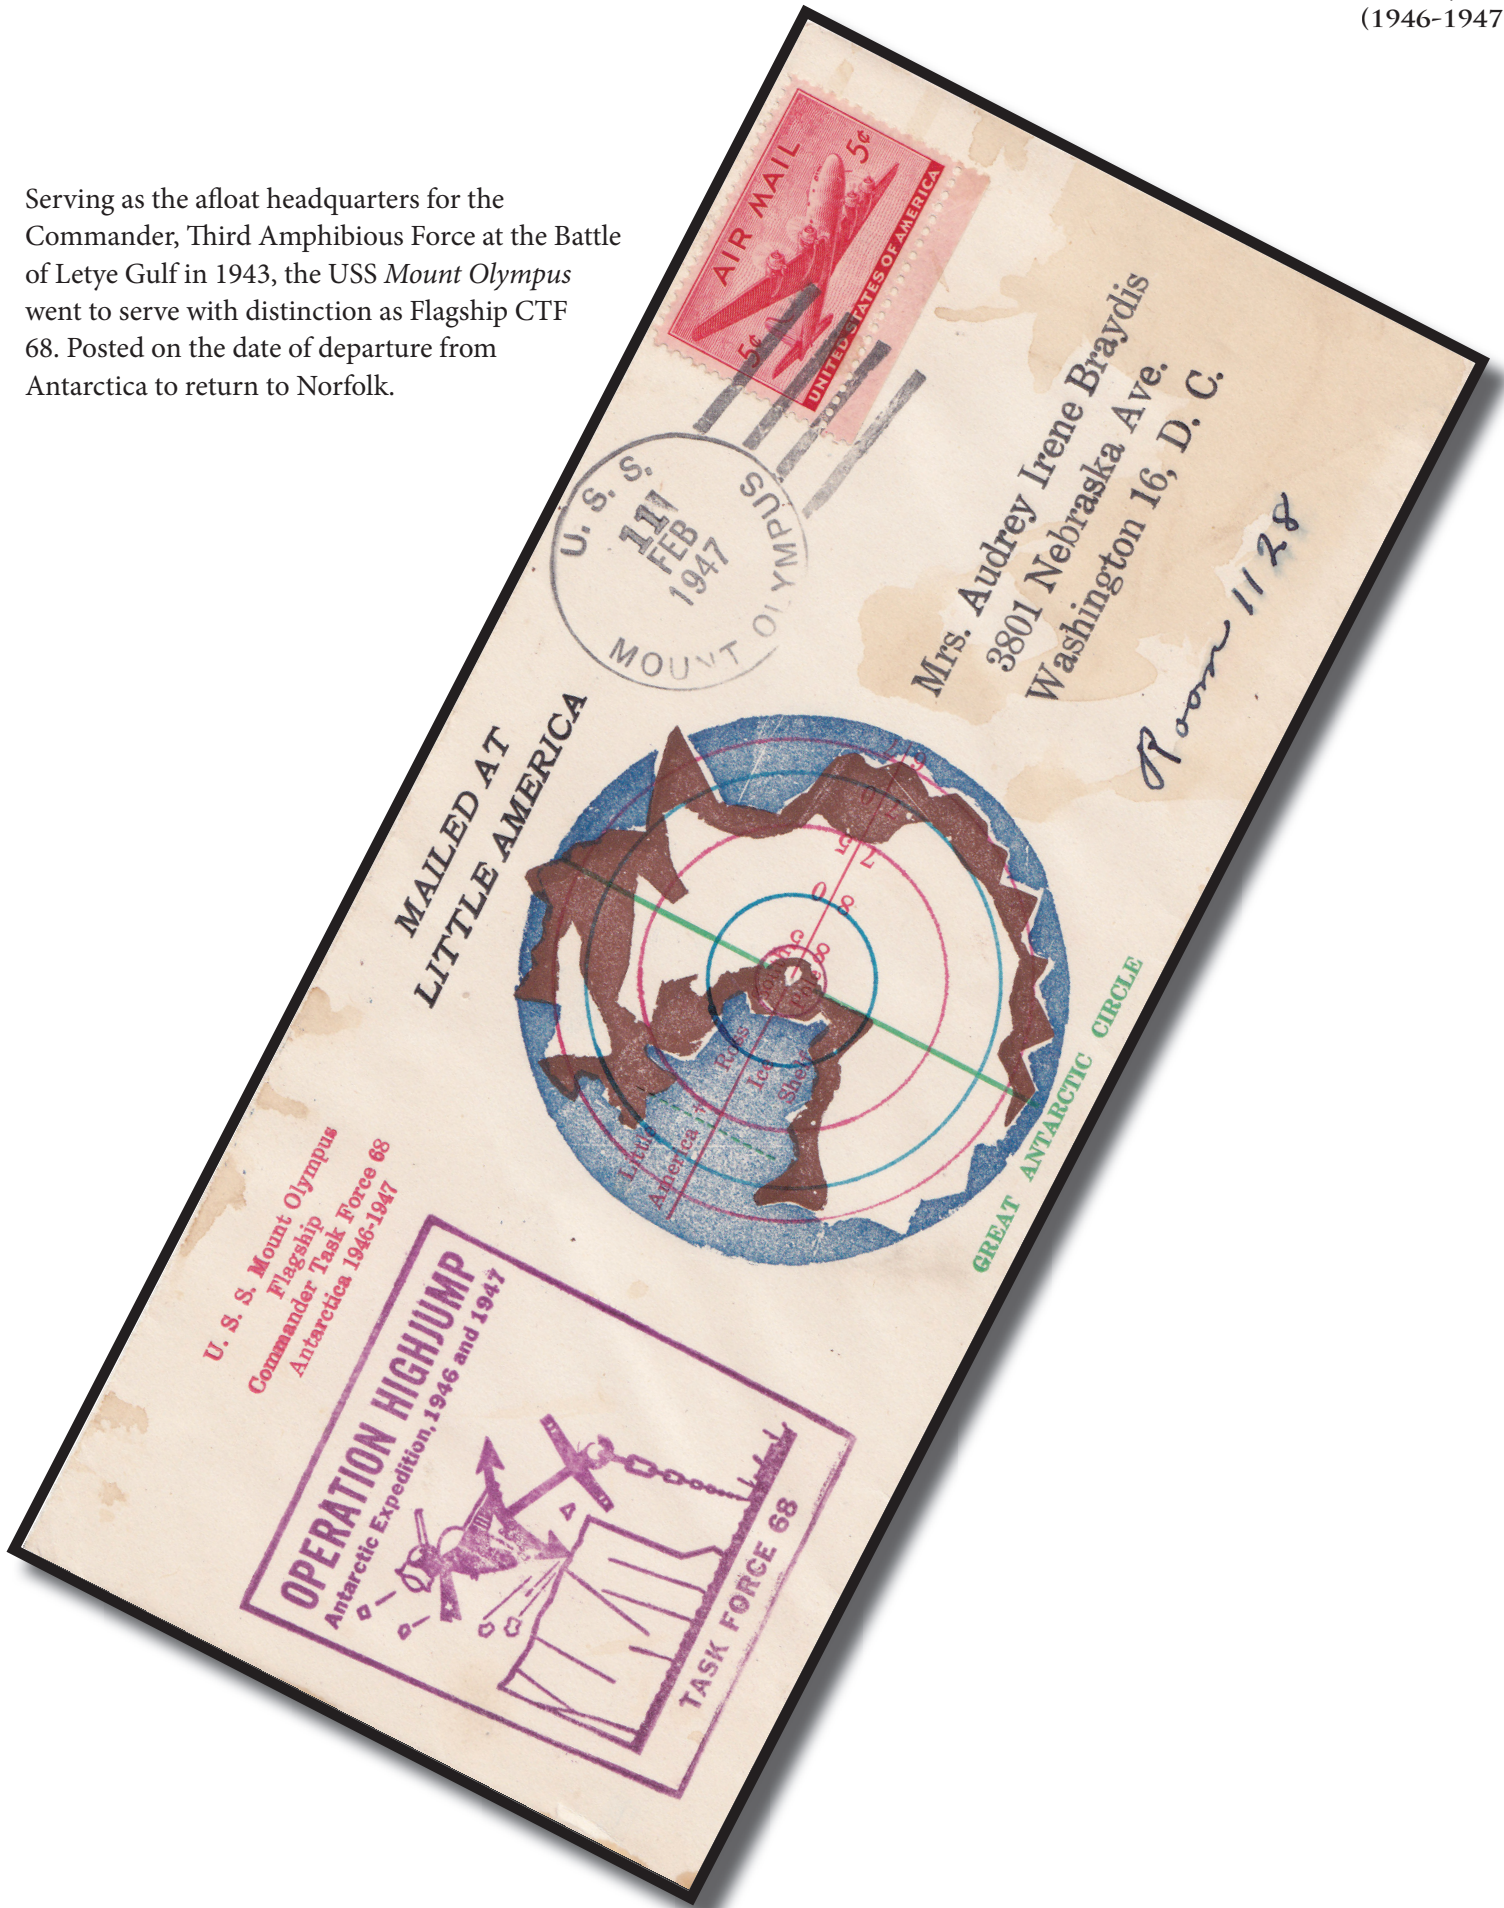 (1946-1947
Serving as the afloat headquarters for the
Commander, Third Amphibious Force at the Battle
of Letye Gulf in 1943, the USS Mount Olympus
went to serve with distinction as Flagship CTF
68. Posted on the date of departure from
Antarctica to return to Norfolk.
AIR MAIL
5¢
5¢
UNITED STATES OF AMERICA
U. S. S.
11
FEB
1947
MOUNT OLYMPUS
Mrs. Audrey Irene Braydis
3801 Nebraska Ave.
Washington 16, D. C.
Room 1128
MAILED AT
LITTLE AMERICA
75
80
85
South
Pole
Ross
Ice
Shelf
Little
America
GREAT ANTARCTIC CIRCLE
U. S. S. Mount Olympus
Flagship
Commander Task Force 68
Antarctica 1946-1947
OPERATION HIGHJUMP
Antarctic Expedition, 1946 and 1947
TASK FORCE 68